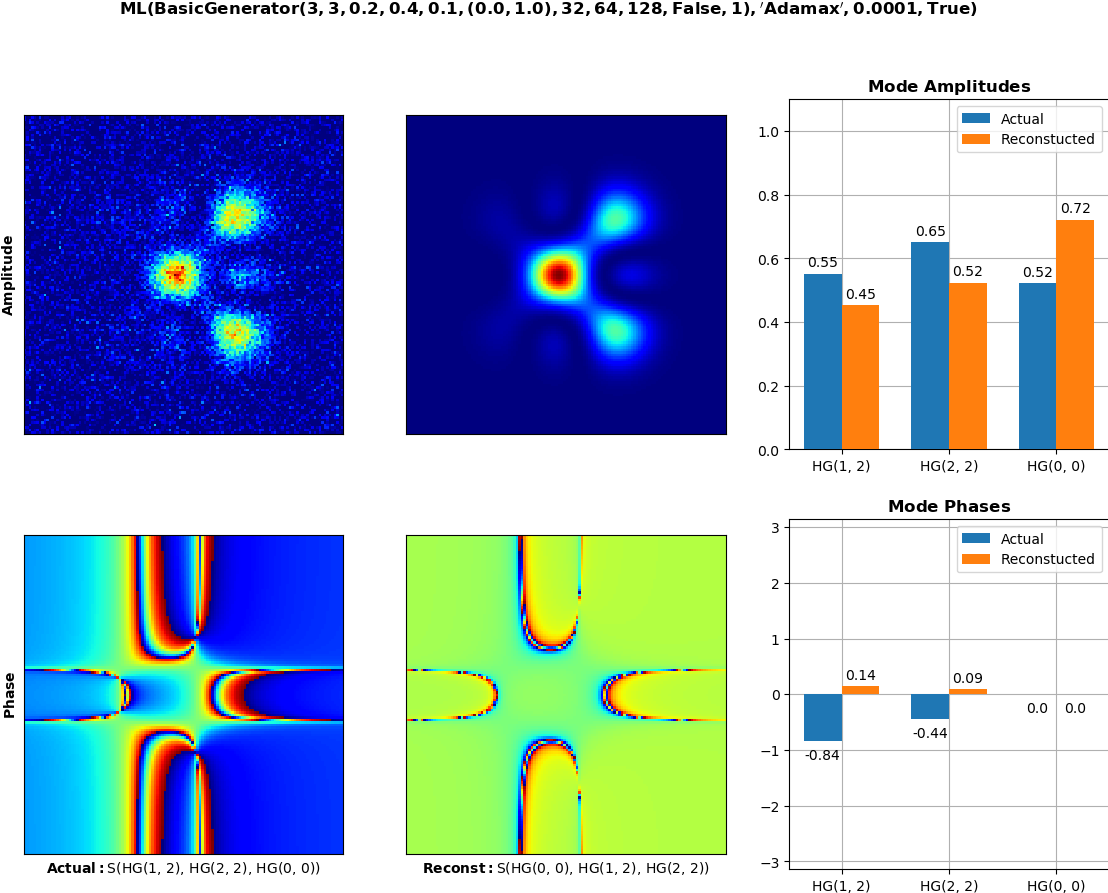 ML(BasicGenerator(3, 3, 0.2, 0.4, 0.1, (0.0, 1.0), 32, 64, 128, False, 1), ′Adamax′, 0.0001, True)
Amplitude
Mode Amplitudes
Actual
Reconstucted
1.0
0.8
0.6
0.4
0.2
0.0
0.55
0.45
0.65
0.52
0.52
0.72
HG(1, 2)
HG(2, 2)
HG(0, 0)
Phase
Mode Phases
Actual
Reconstucted
3
2
1
0
−1
−2
−3
-0.84
0.14
-0.44
0.09
0.0
0.0
HG(1, 2)
HG(2, 2)
HG(0, 0)
Actual: S(HG(1, 2), HG(2, 2), HG(0, 0))
Reconst: S(HG(0, 0), HG(1, 2), HG(2, 2))